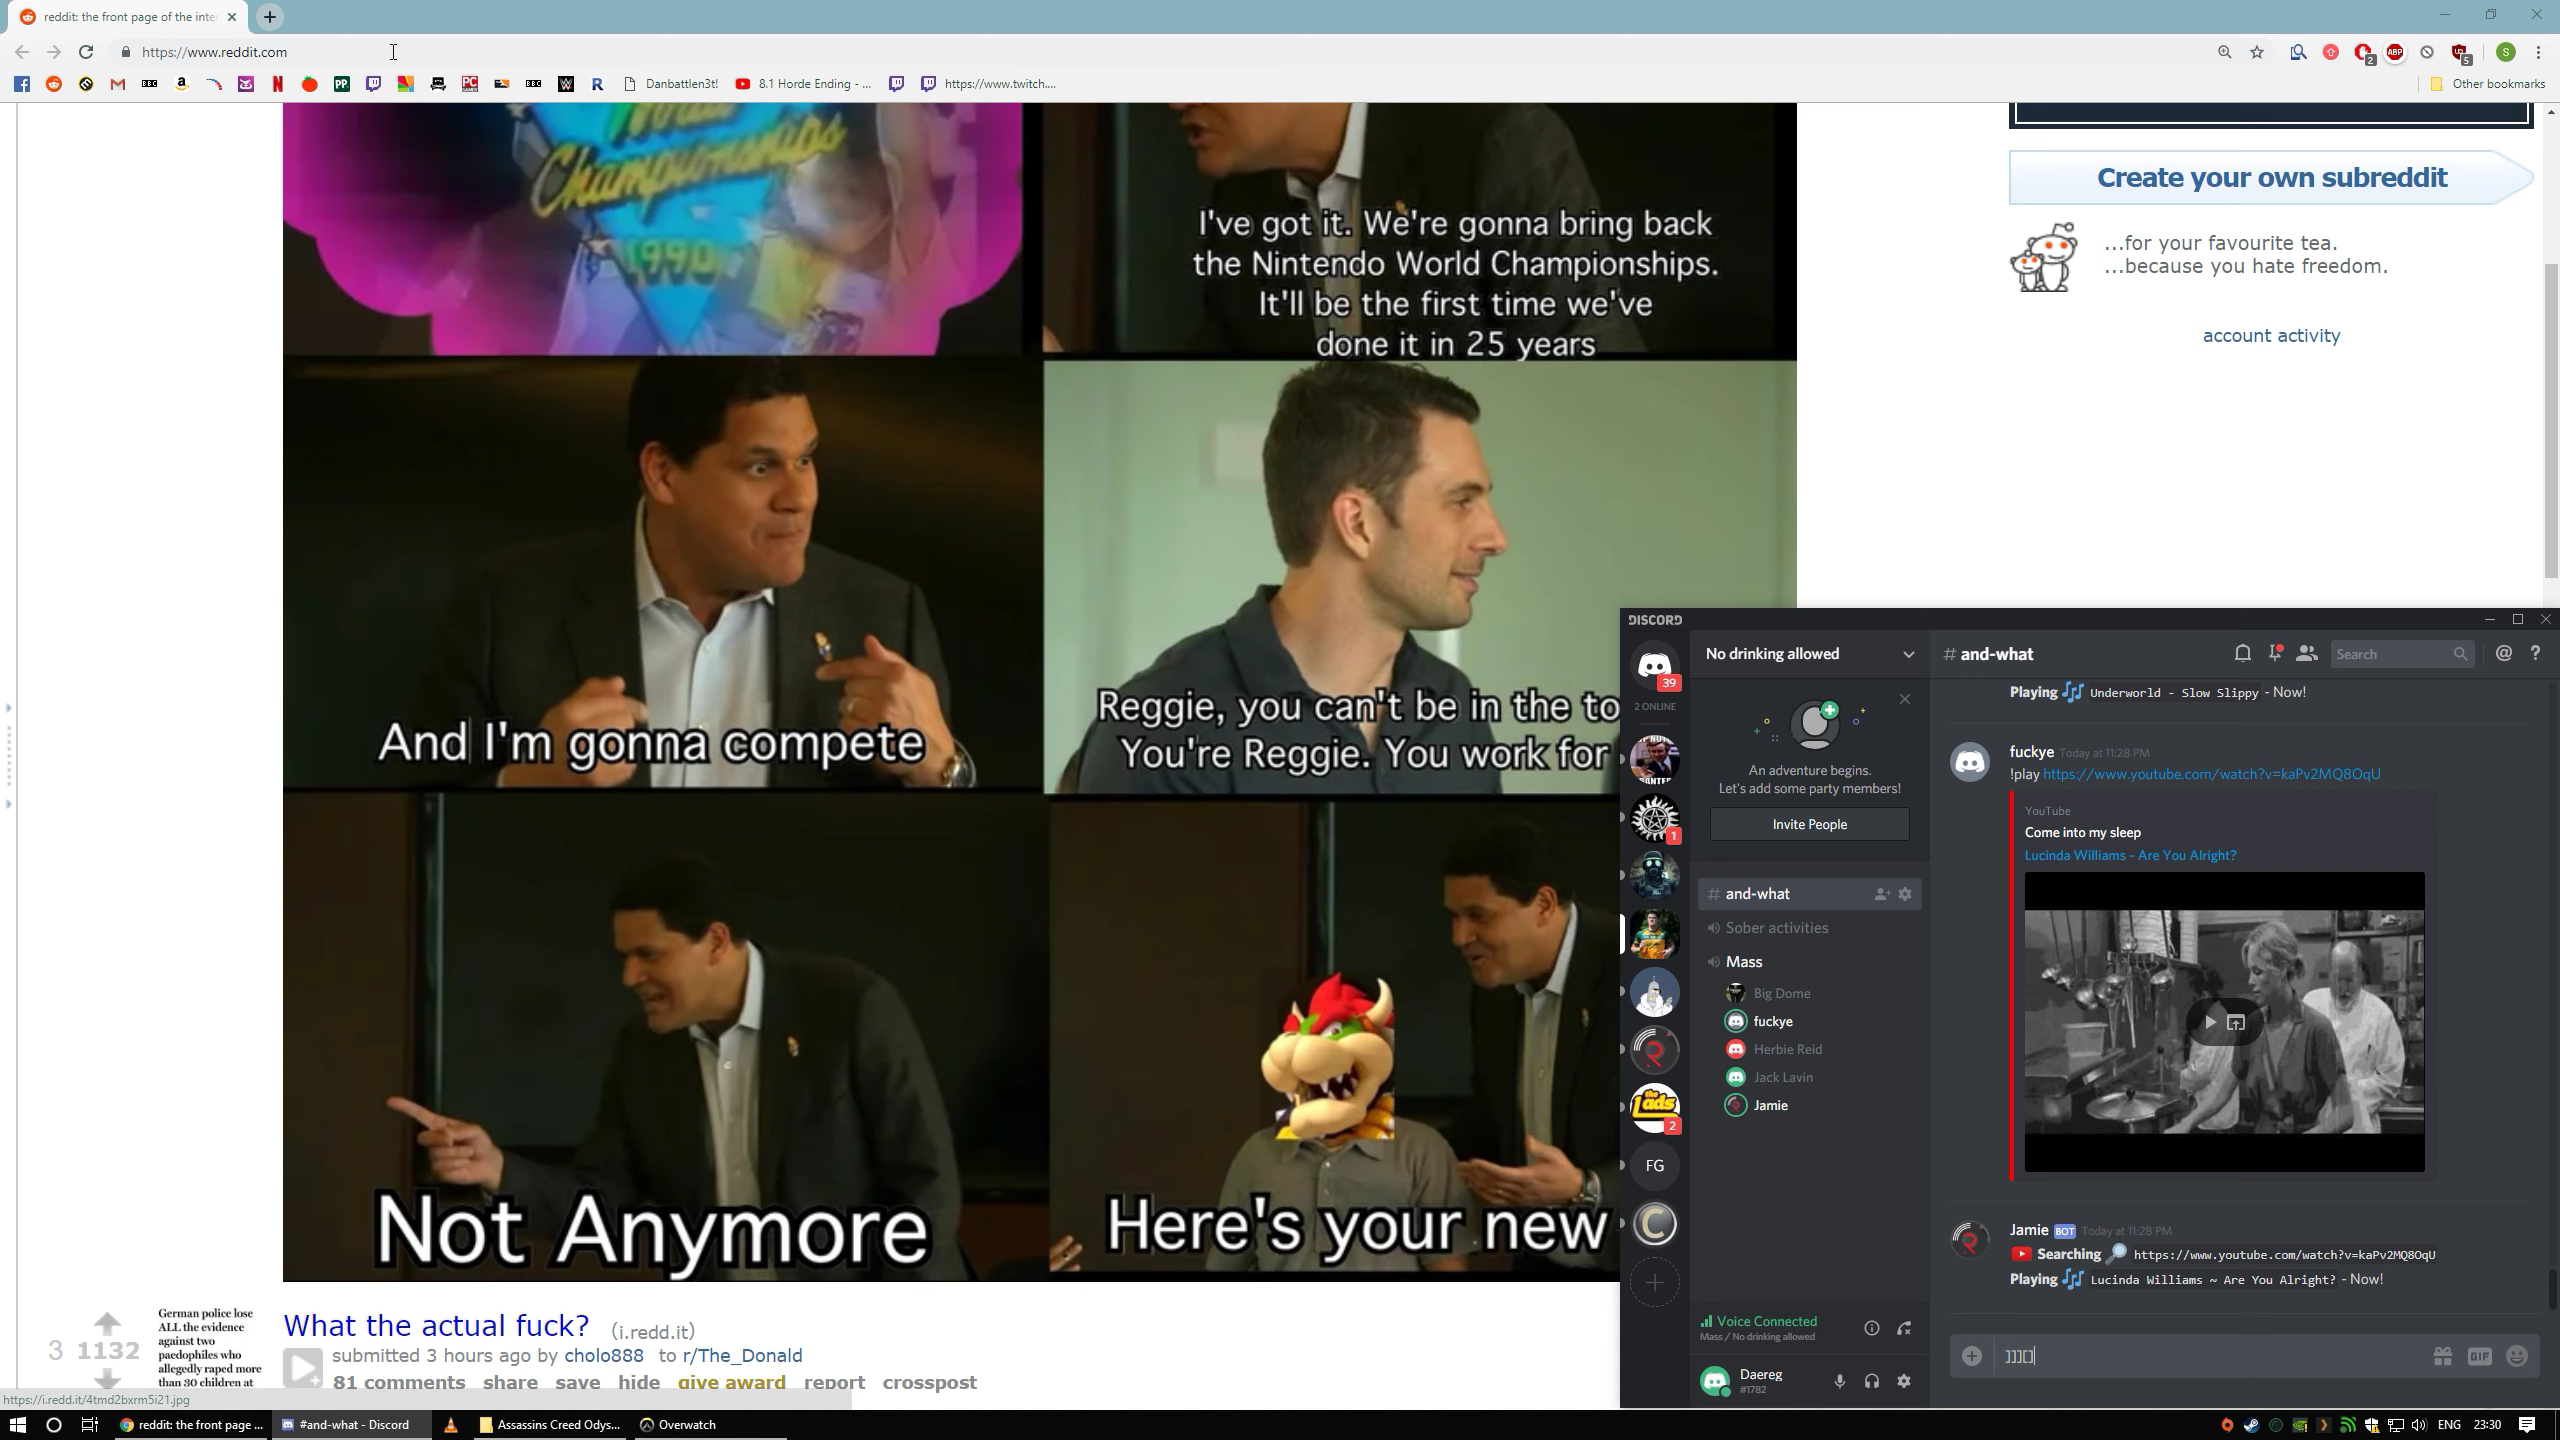 reddit: the front page of the inte
https://www.reddit.com
Danbattlen3t!
8.1 Horde Ending - ...
https://www.twitch....
Other bookmarks
World
Championships
1990
I've got it. We're gonna bring back
the Nintendo World Championships.
It'll be the first time we've
done it in 25 years
And I'm gonna compete
Reggie, you can't be in the to
You're Reggie. You work for
Not Anymore
Here's your new
Create your own subreddit
...for your favourite tea.
...because you hate freedom.
account activity
3
1132
German police lose
ALL the evidence
against two
paedophiles who
allegedly raped more
than 30 children at
What the actual fuck? (i.redd.it)
submitted 3 hours ago by cholo888 to r/The_Donald
81 comments share save hide give award report crosspost
https://i.redd.it/4tmd2bxrm5i21.jpg
DISCORD
39
2 ONLINE
1
2
FG
No drinking allowed
An adventure begins.
Let's add some party members!
Invite People
# and-what
Sober activities
Mass
Big Dome
fuckye
Herbie Reid
Jack Lavin
Jamie
Voice Connected
Mass / No drinking allowed
Daereg
#1782
# and-what
Search
Playing Underworld - Slow Slippy - Now!
fuckye Today at 11:28 PM
!play https://www.youtube.com/watch?v=kaPv2MQ8OqU
YouTube
Come into my sleep
Lucinda Williams - Are You Alright?
Jamie BOT Today at 11:28 PM
Searching https://www.youtube.com/watch?v=kaPv2MQ8OqU
Playing Lucinda Williams ~ Are You Alright? - Now!
]]][]
GIF
reddit: the front page ...
#and-what - Discord
Assassins Creed Odys...
Overwatch
ENG
23:30